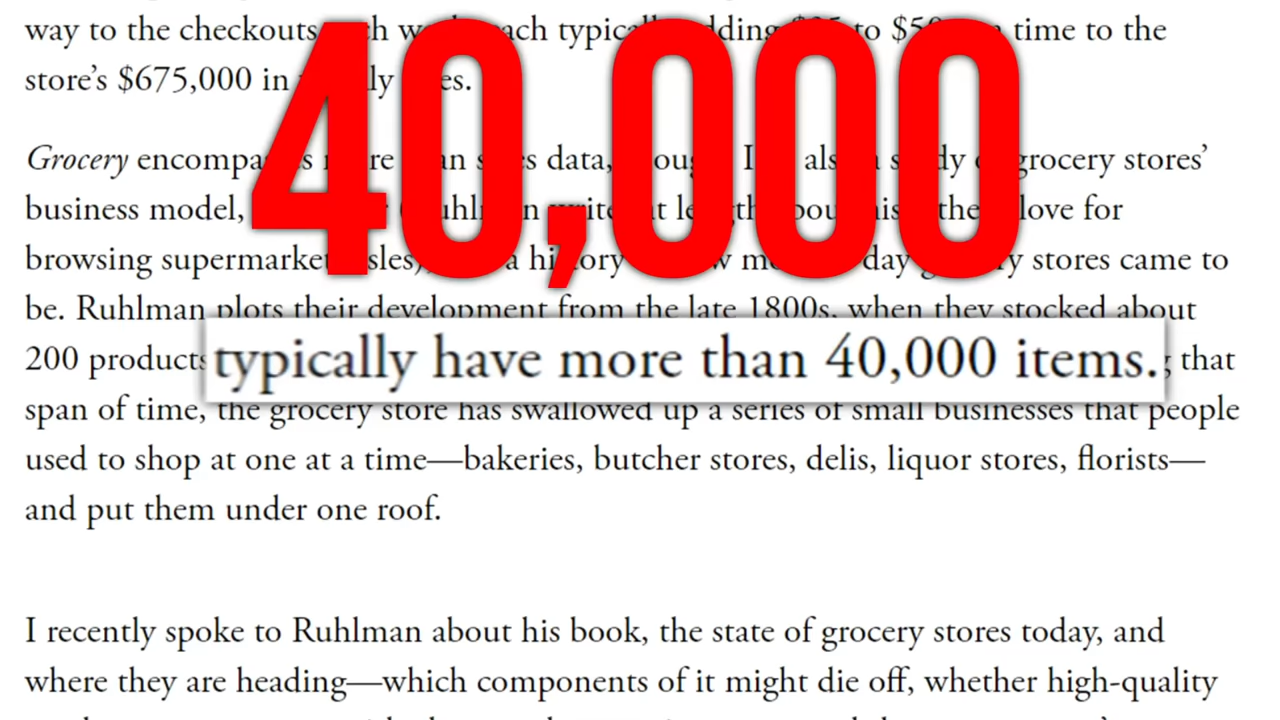 40,000
way to the checkouts time to the
store’s $675,000 in
Grocery data, grocery stores’
business model, love for
browsing supermarket stores came to
be. Ruhlman plots their development from the late 1800s, when they stocked about
200 products that
typically have more than 40,000 items.
span of time, the grocery store has swallowed up a series of small businesses that people
used to shop at one at a time—bakeries, butcher stores, delis, liquor stores, florists—
and put them under one roof.
I recently spoke to Ruhlman about his book, the state of grocery stores today, and
where they are heading—which components of it might die off, whether high-quality